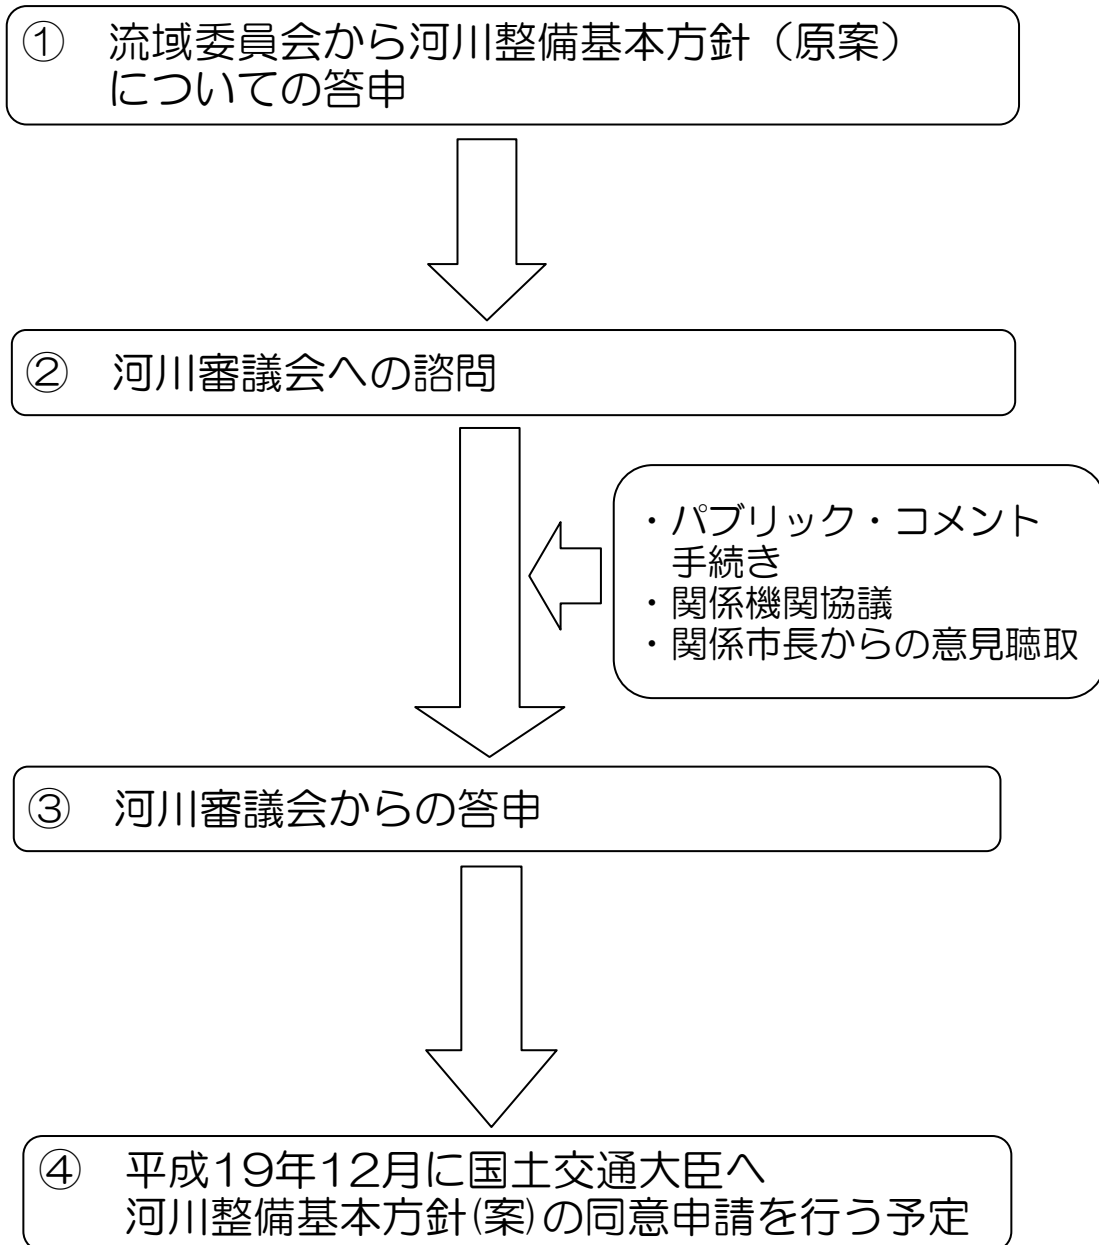 ① 流域委員会から河川整備基本方針（原案）
についての答申
② 河川審議会への諮問
・パブリック・コメント
手続き
・関係機関協議
・関係市長からの意見聴取
③ 河川審議会からの答申
④ 平成19年12月に国土交通大臣へ
河川整備基本方針(案)の同意申請を行う予定